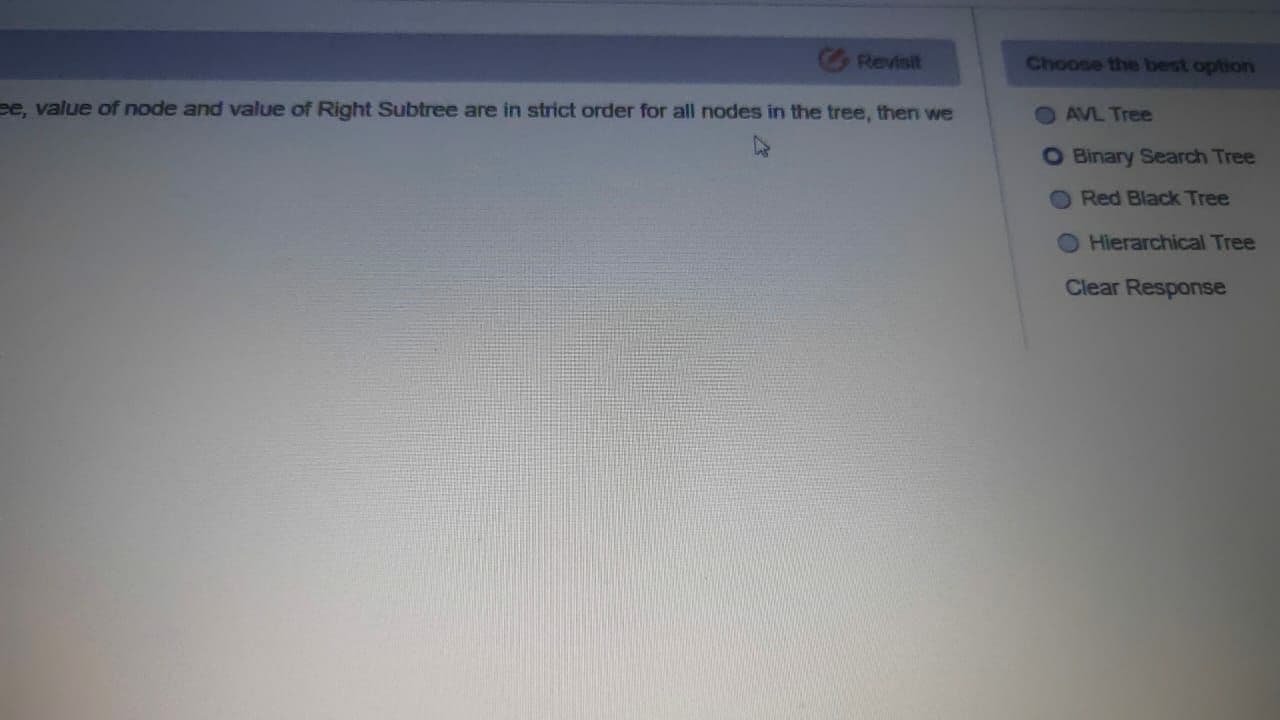 Revisit
ee, value of node and value of Right Subtree are in strict order for all nodes in the tree, then we
Choose the best option
AVL Tree
Binary Search Tree
Red Black Tree
Hierarchical Tree
Clear Response